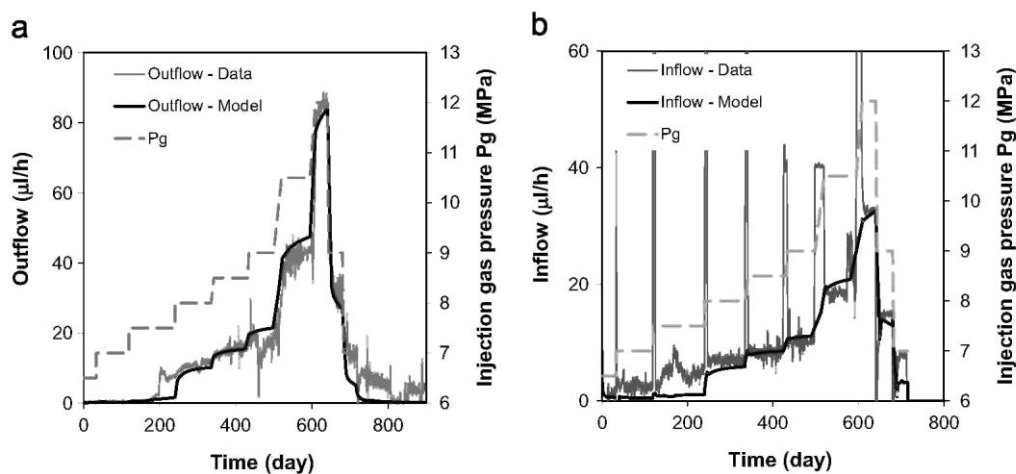 a
b
100
80
60
40
20
0
Outflow (µl/h)
Outflow - Data
Outflow - Model
Pg
13
12
11
10
9
8
7
6
Injection gas pressure Pg (MPa)
0
200
400
600
800
Time (day)
60
40
20
0
Inflow (µl/h)
Inflow - Data
Inflow - Model
Pg
13
12
11
10
9
8
7
6
Injection gas pressure Pg (MPa)
0
200
400
600
800
Time (day)